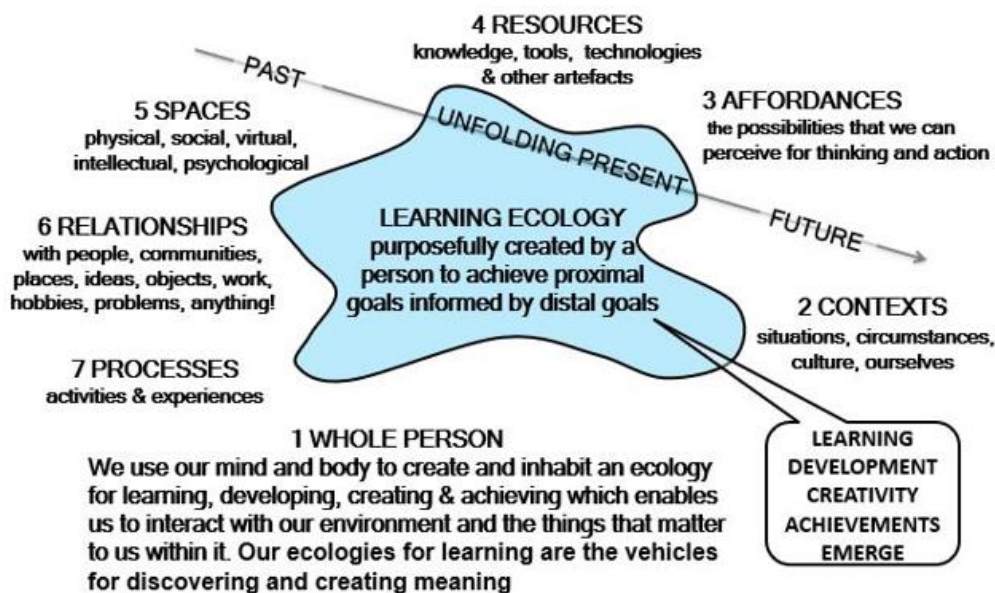 4 RESOURCES
knowledge, tools, technologies
& other artefacts
PAST
UNFOLDING PRESENT
FUTURE
5 SPACES
physical, social, virtual,
intellectual, psychological
3 AFFORDANCES
the possibilities that we can
perceive for thinking and action
6 RELATIONSHIPS
with people, communities,
places, ideas, objects, work,
hobbies, problems, anything!
LEARNING ECOLOGY
purposefully created by a
person to achieve proximal
goals informed by distal goals
2 CONTEXTS
situations, circumstances,
culture, ourselves
7 PROCESSES
activities & experiences
1 WHOLE PERSON
We use our mind and body to create and inhabit an ecology
for learning, developing, creating & achieving which enables
us to interact with our environment and the things that matter
to us within it. Our ecologies for learning are the vehicles
for discovering and creating meaning
LEARNING
DEVELOPMENT
CREATIVITY
ACHIEVEMENTS
EMERGE